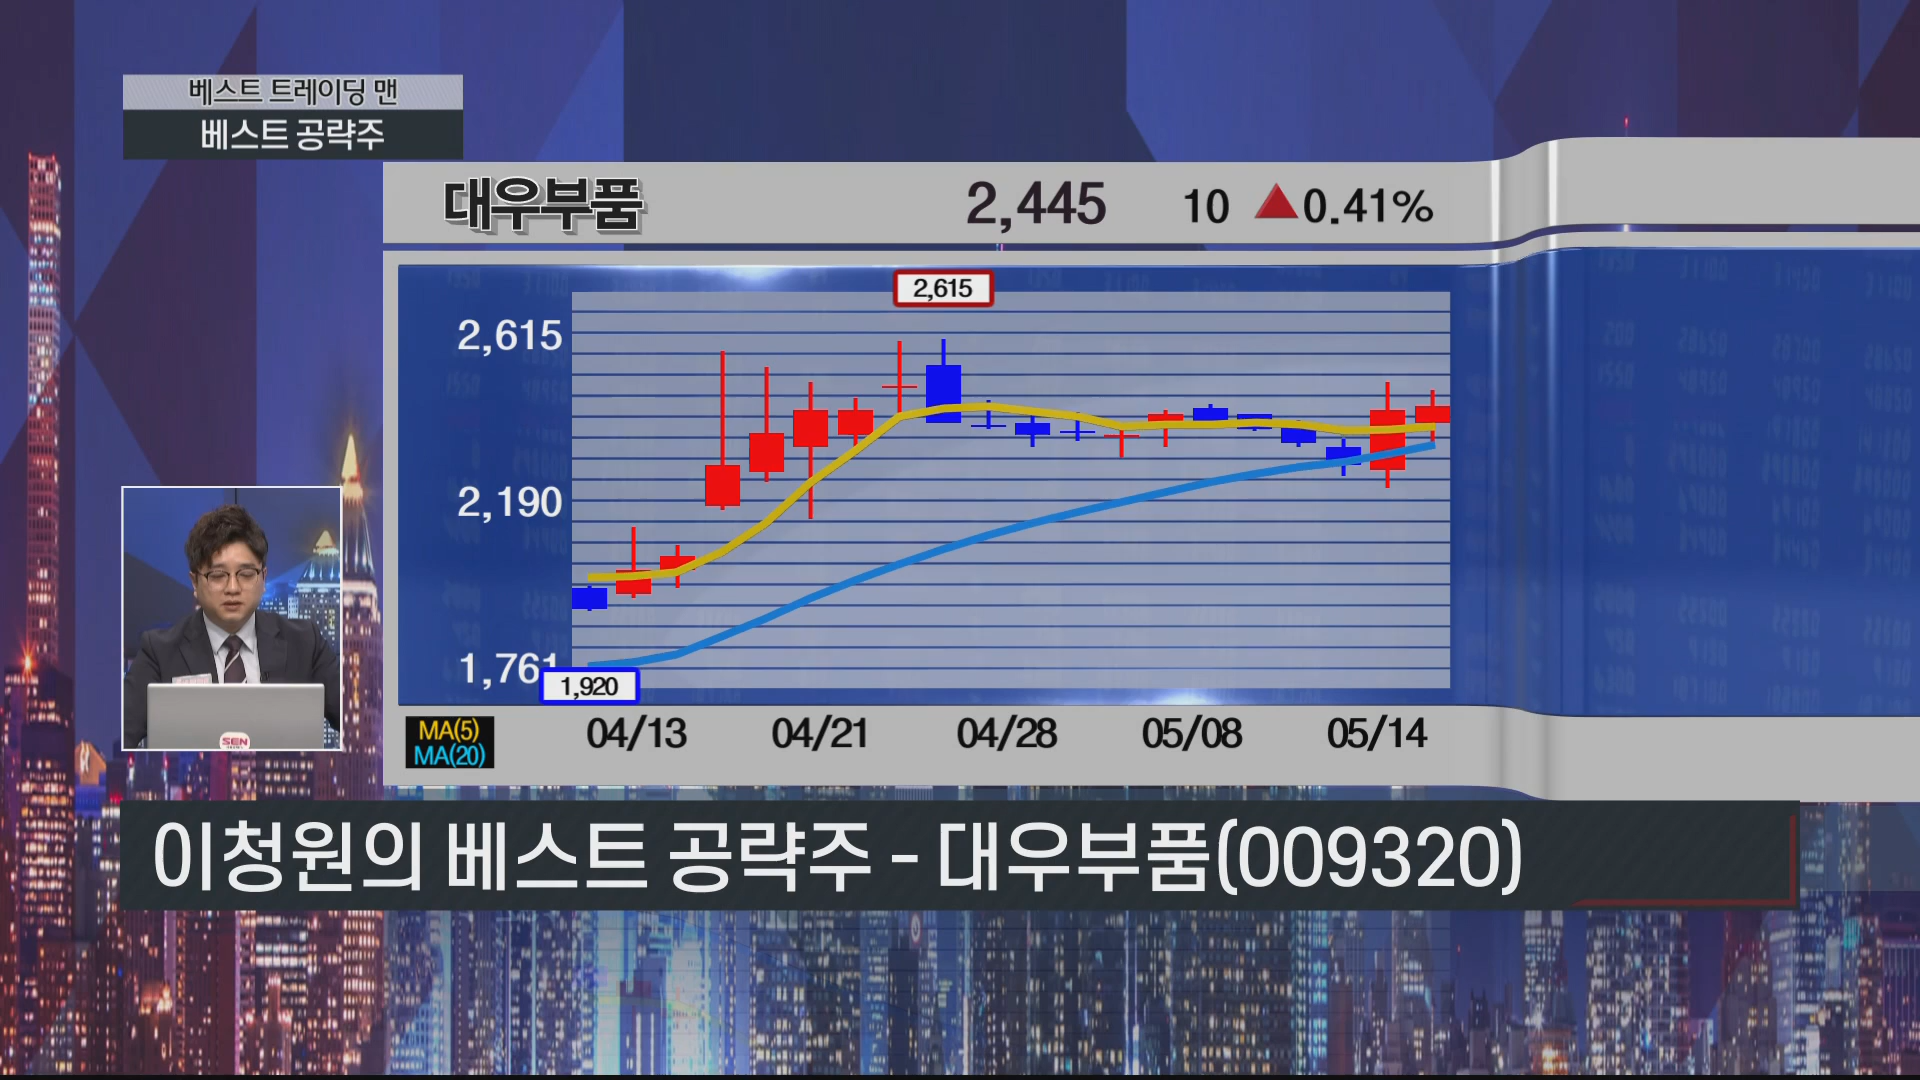 베스트 트레이딩 맨
베스트 공략주
대우부품 2,445 10 ▲0.41%
2,615
2,615
2,190
1,761
1,920
MA(5)
MA(20)
04/13 04/21 04/28 05/08 05/14
SEN
이청원의 베스트 공략주 - 대우부품(009320)